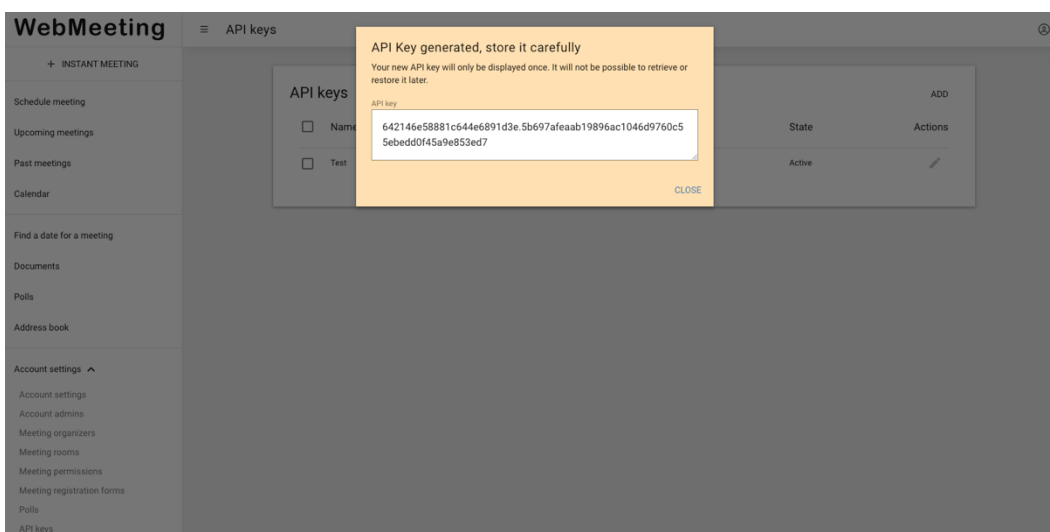 WebMeeting
≡ API keys
+ INSTANT MEETING
Schedule meeting
Upcoming meetings
Past meetings
Calendar
Find a date for a meeting
Documents
Polls
Address book
Account settings
Account settings
Account admins
Meeting organizers
Meeting rooms
Meeting permissions
Meeting registration forms
Polls
API keys
API Key generated, store it carefully
Your new API key will only be displayed once. It will not be possible to retrieve or
restore it later.
API key
642146e58881c644e6891d3e.5b697afeaab19896ac1046d9760c5
5ebedd0f45a9e853ed7
CLOSE
API keys ADD
Name State Actions
Test Active